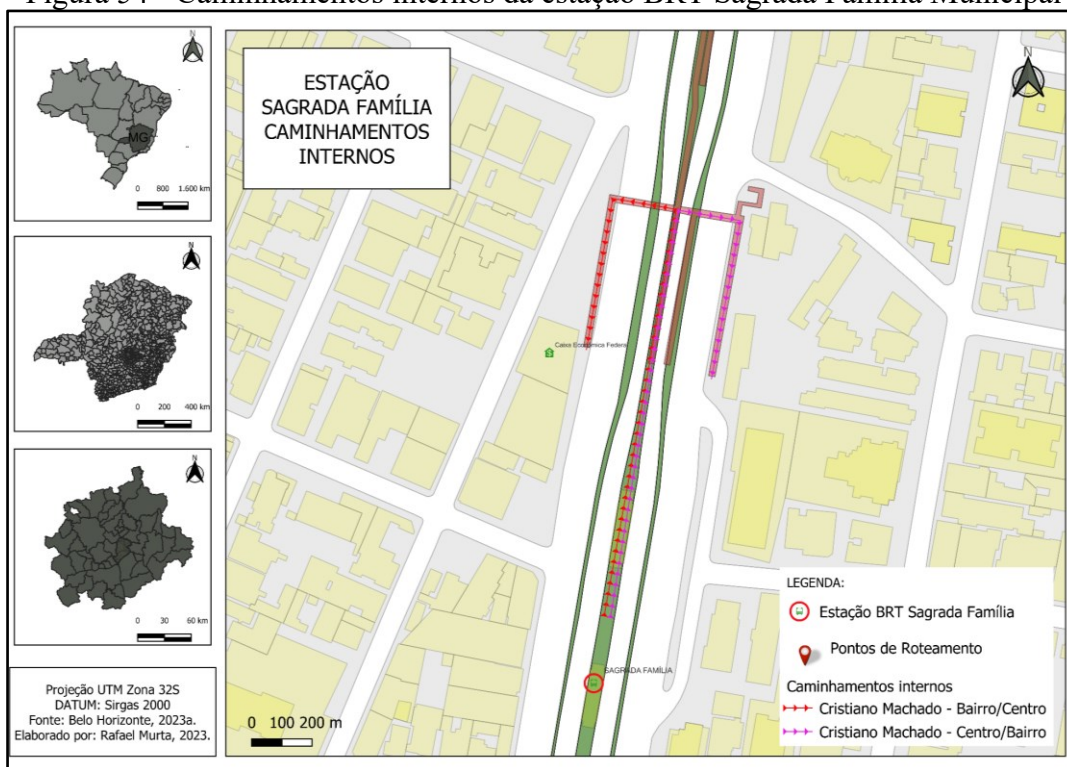 Figura 54 - Caminhamentos internos da estação BRT Sagrada Família Municipal
N
MG
0 800 1.600 km
N
0 200 400 km
N
0 30 60 km
Projeção UTM Zona 32S
DATUM: Sirgas 2000
Fonte: Belo Horizonte, 2023a.
Elaborado por: Rafael Murta, 2023.
ESTAÇÃO
SAGRADA FAMÍLIA
CAMINHAMENTOS
INTERNOS
N
Caixa Econômica Federa
SAGRADA FAMÍLIA
0 100 200 m
LEGENDA:
Estação BRT Sagrada Família
Pontos de Roteamento
Caminhamentos internos
Cristiano Machado - Bairro/Centro
Cristiano Machado - Centro/Bairro